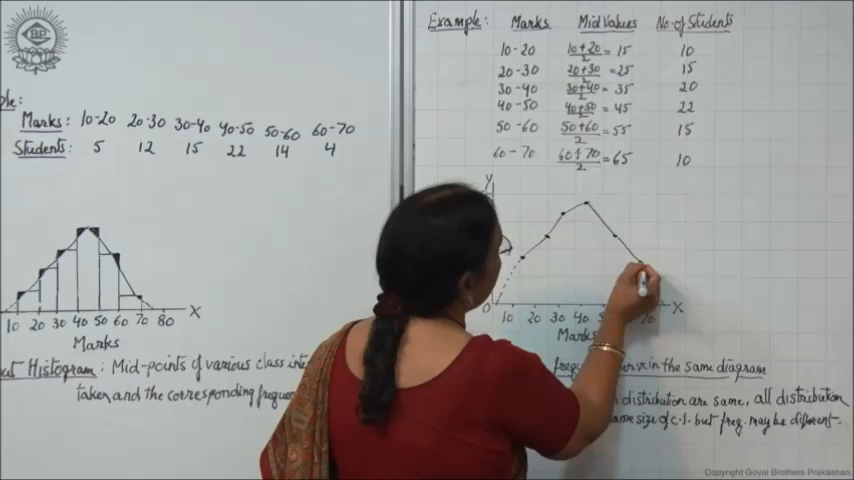 GBP
ple:
Marks: 10-20 20-30 30-40 40-50 50-60 60-70
Students: 5 12 15 22 14 4
10 20 30 40 50 60 70 80 X
Marks
out Histogram: Mid-points of various class inte
taken and the corresponding frequen
Example: Marks Mid Values No. of Students
10-20 10+20/2 = 15 10
20-30 20+30/2 = 25 15
30-40 30+40/2 = 35 20
40-50 40+50/2 = 45 22
50-60 50+60/2 = 55 15
60-70 60+70/2 = 65 10
Y
0 10 20 30 40 70 X
Marks
in the same diagram
distribution are same, all distribution
same size of c.I. but freq. may be different.
Copyright Goyal Brothers Prakashan